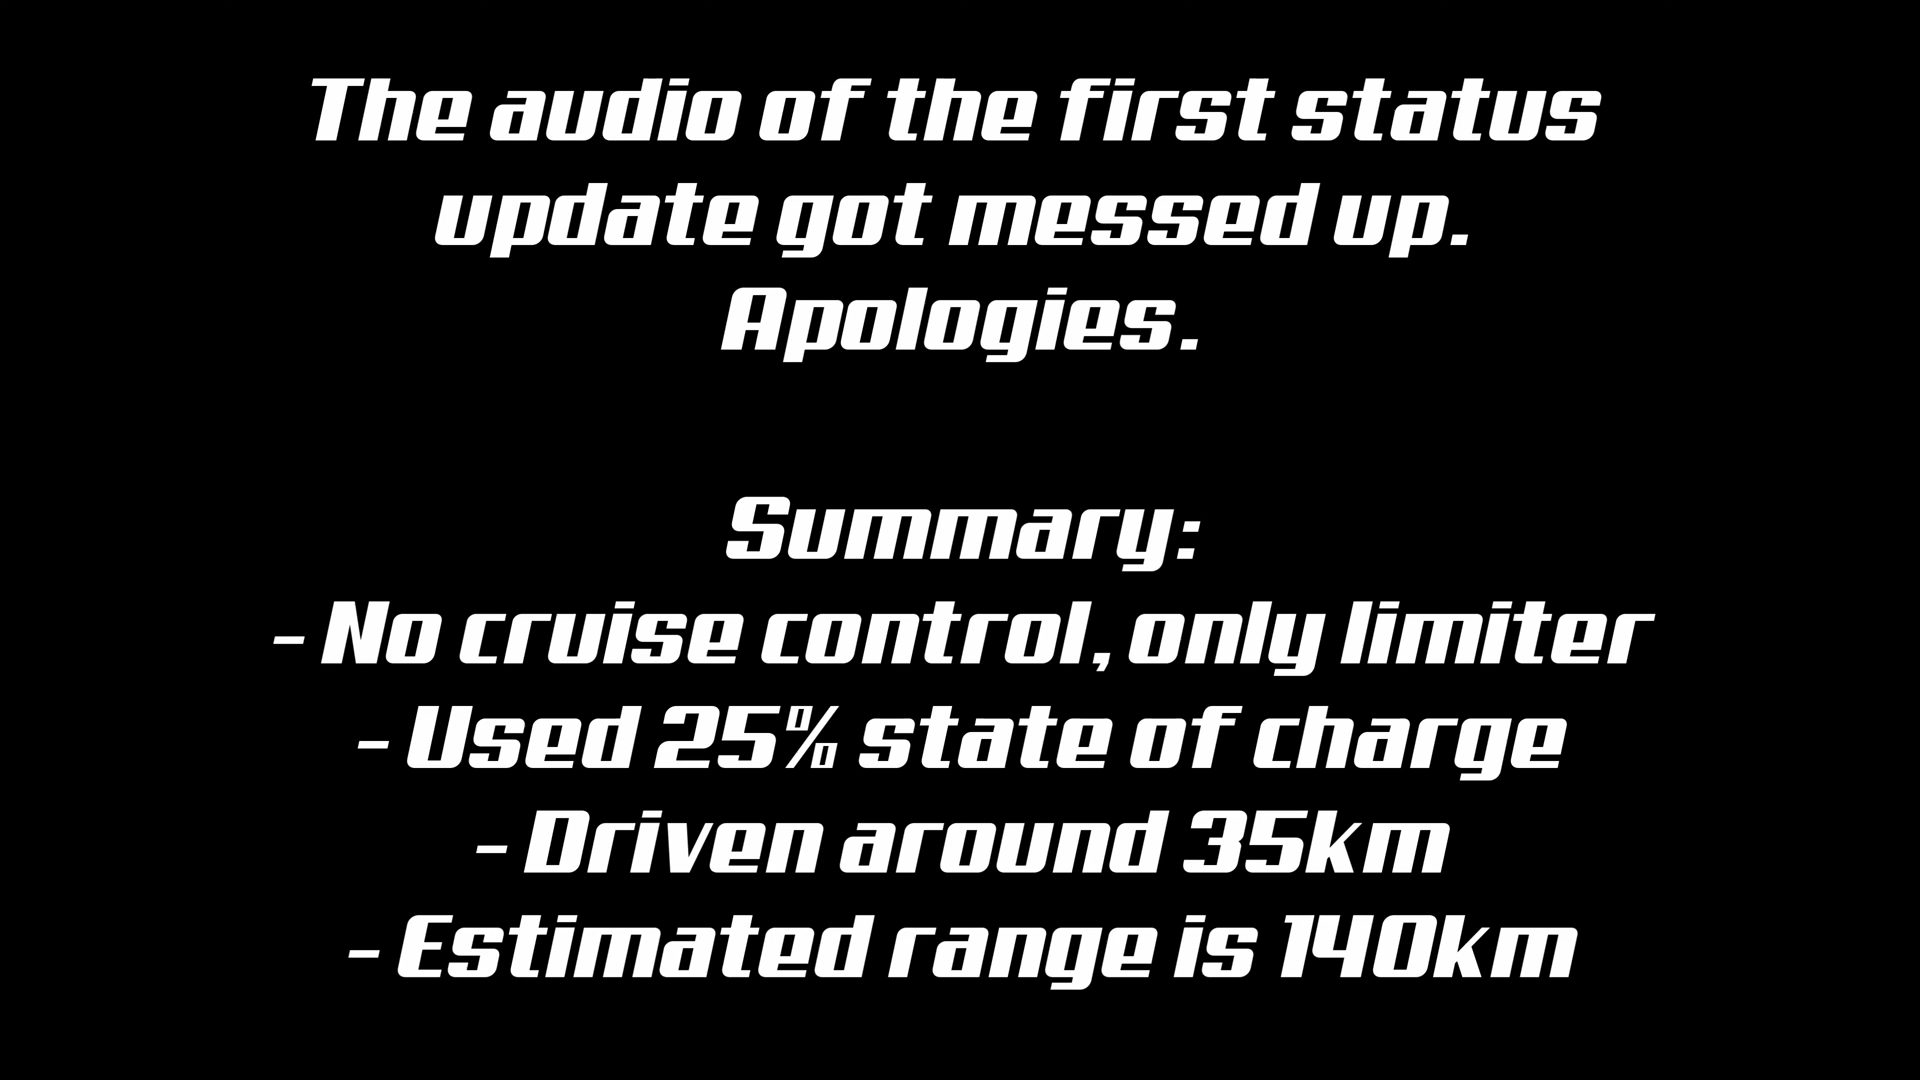 The audio of the first status
update got messed up.
Apologies.
Summary:
- No cruise control, only limiter
- Used 25% state of charge
- Driven around 35km
- Estimated range is 140km